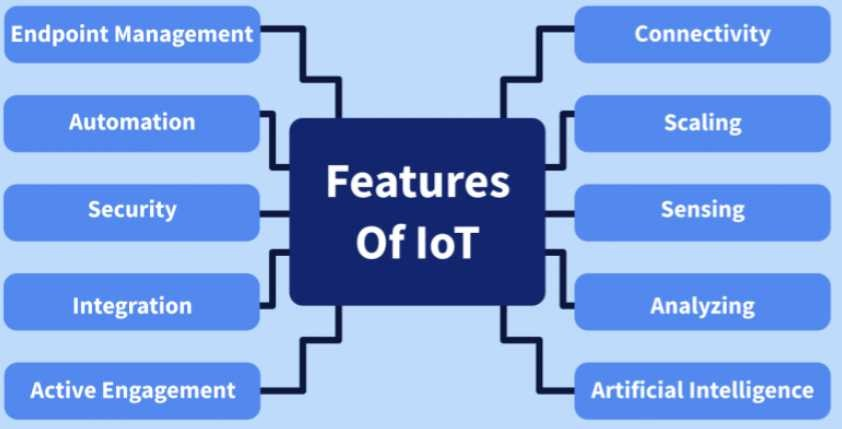 Endpoint Management
Automation
Security
Integration
Active Engagement
Features
Of IoT
Connectivity
Scaling
Sensing
Analyzing
Artificial Intelligence